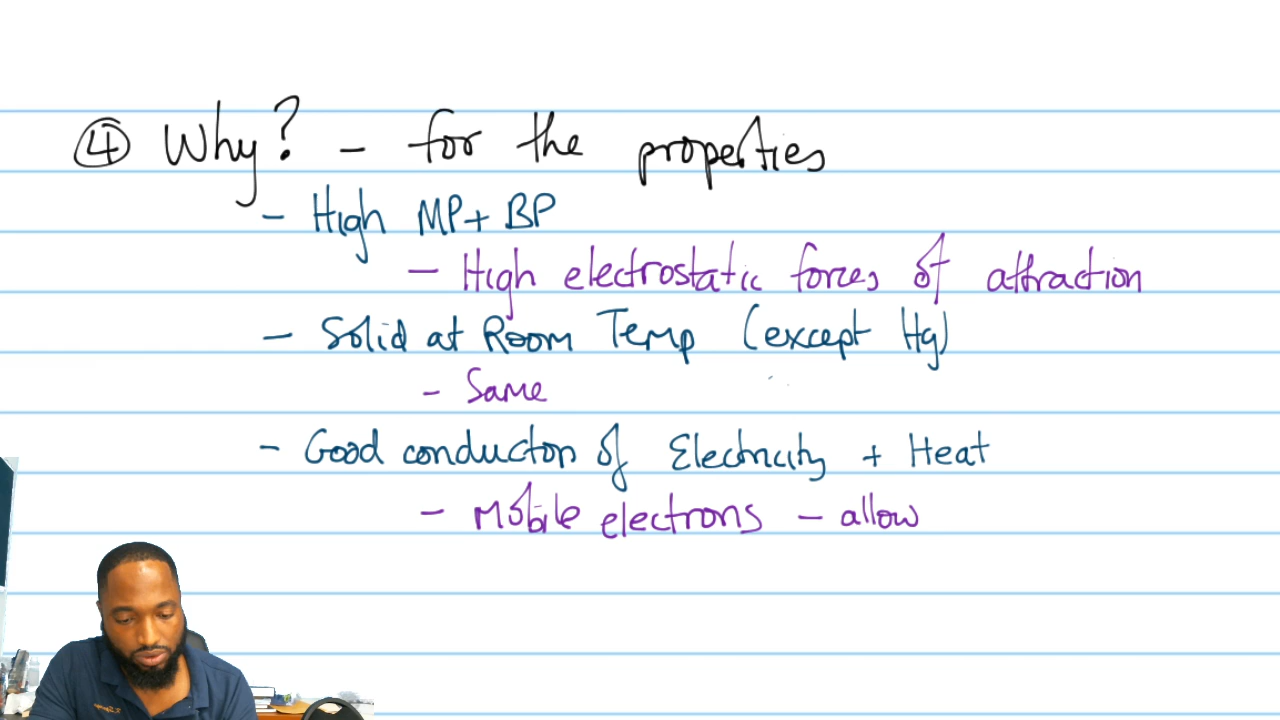 ④ Why? - for the properties
- High MP + BP
- High electrostatic forces of attraction
- Solid at Room Temp (except Hg)
- Same
- Good conductor of Electricity + Heat
- Mobile electrons - allow